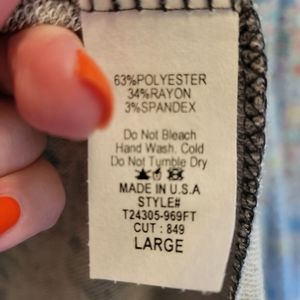 63%POLYESTER
34%RAYON
3%SPANDEX
Do Not Bleach
Hand Wash. Cold
Do Not Tumble Dry
MADE IN U.S.A
STYLE#
T24305-969FT
CUT : 849
LARGE